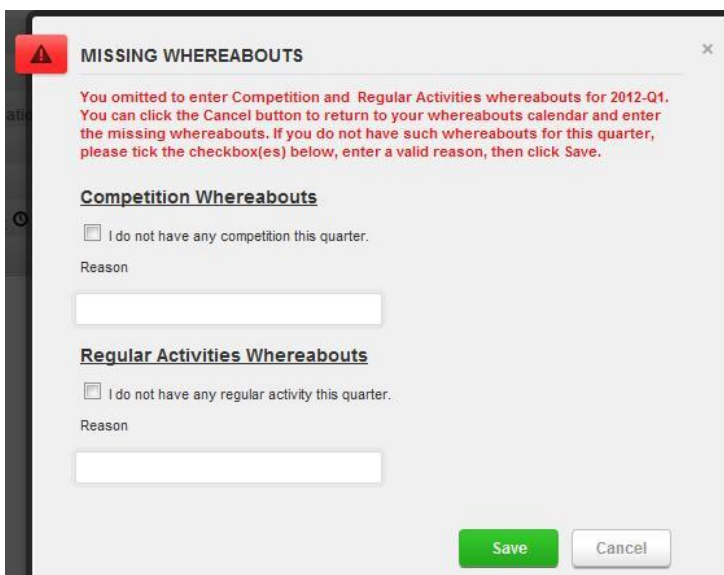 MISSING WHEREABOUTS
×
You omitted to enter Competition and Regular Activities whereabouts for 2012-Q1.
You can click the Cancel button to return to your whereabouts calendar and enter
the missing whereabouts. If you do not have such whereabouts for this quarter,
please tick the checkbox(es) below, enter a valid reason, then click Save.
Competition Whereabouts
I do not have any competition this quarter.
Reason
Regular Activities Whereabouts
I do not have any regular activity this quarter.
Reason
Save
Cancel